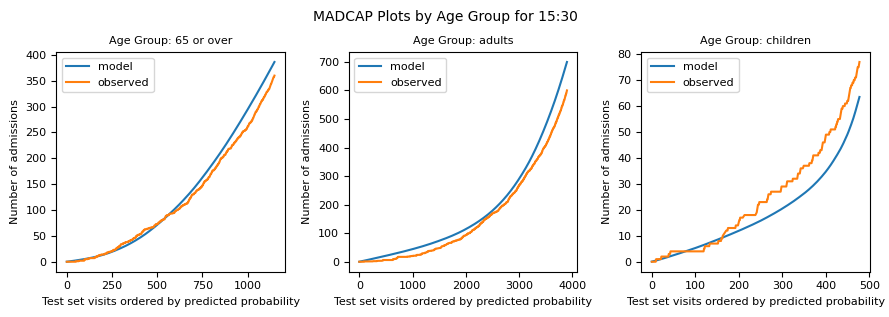 MADCAP Plots by Age Group for 15:30
Age Group: 65 or over
model
observed
Number of admissions
400
350
300
250
200
150
100
50
0
0 250 500 750 1000
Test set visits ordered by predicted probability
Age Group: adults
model
observed
Number of admissions
700
600
500
400
300
200
100
0
0 1000 2000 3000 4000
Test set visits ordered by predicted probability
Age Group: children
model
observed
Number of admissions
80
70
60
50
40
30
20
10
0
0 100 200 300 400 500
Test set visits ordered by predicted probability